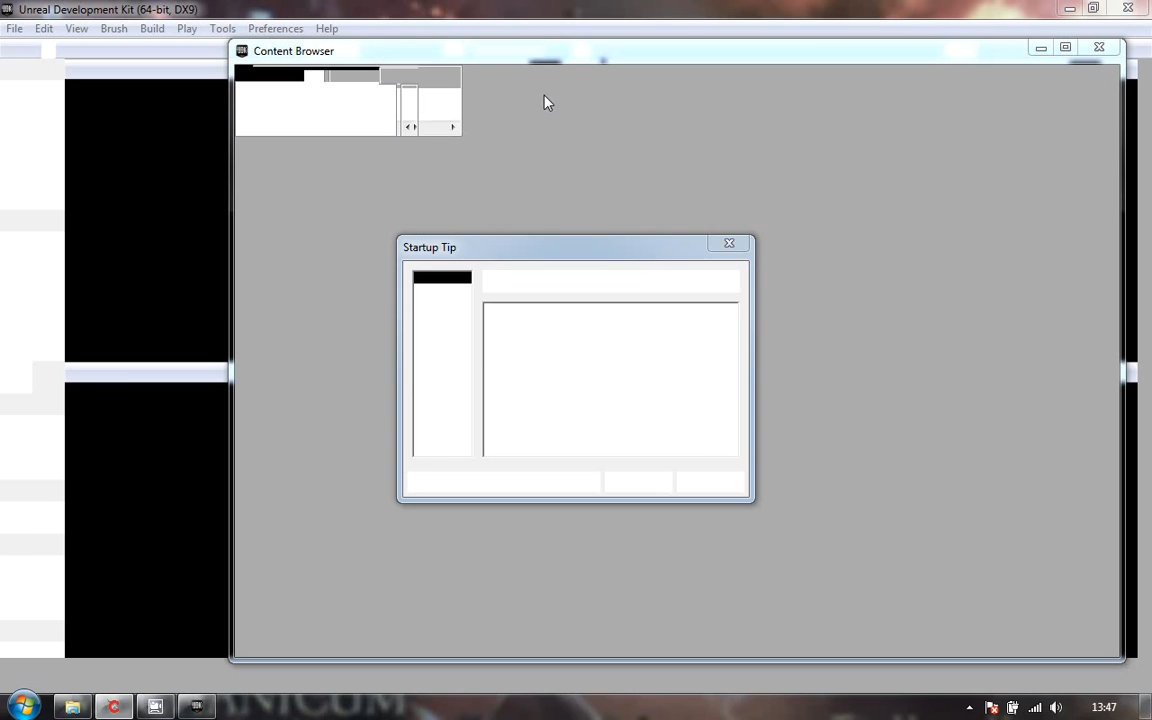 Unreal Development Kit (64-bit, DX9)
File Edit View Brush Build Play Tools Preferences Help
Content Browser
Startup Tip
ANICUM
13:47